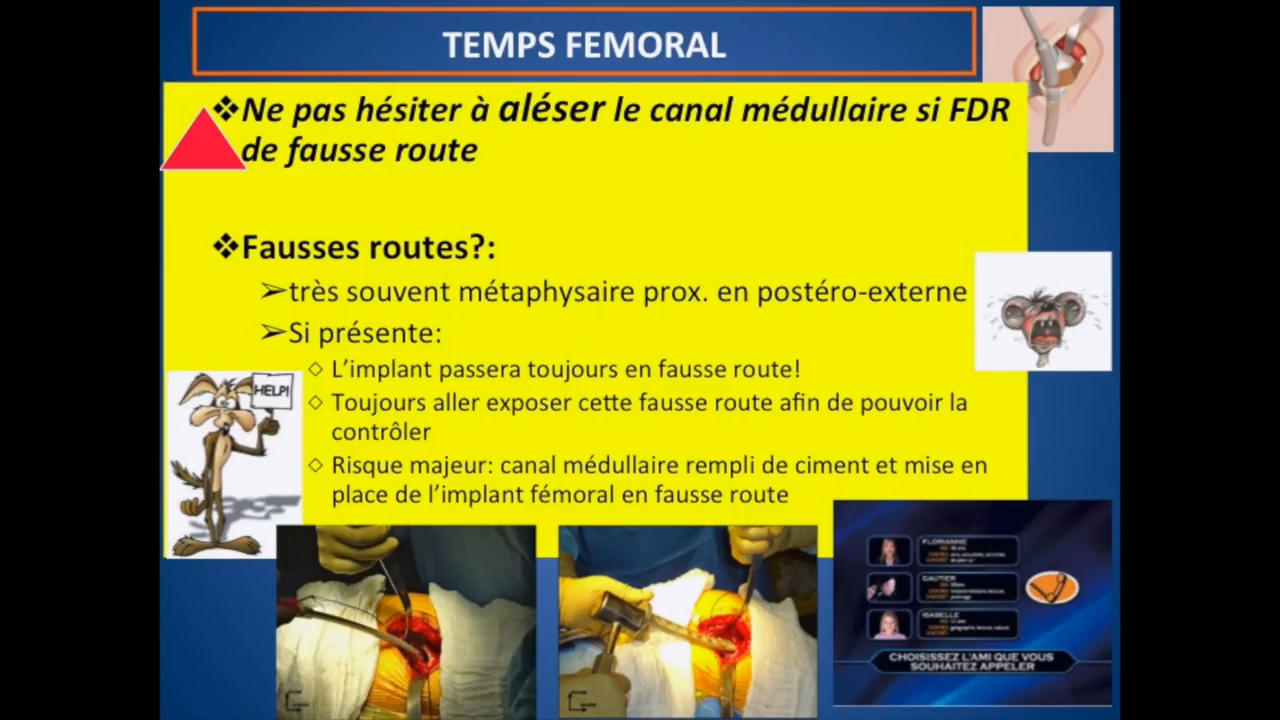 TEMPS FEMORAL
❖Ne pas hésiter à aléser le canal médullaire si FDR
de fausse route
❖Fausses routes?:
➢très souvent métaphysaire prox. en postéro-externe
➢Si présente:
◇ L'implant passera toujours en fausse route!
◇ Toujours aller exposer cette fausse route afin de pouvoir la
contrôler
◇ Risque majeur: canal médullaire rempli de ciment et mise en
place de l'implant fémoral en fausse route
HELP!
FLORIANNE
GAUTIER
ISABELLE
CHOISISSEZ L'AMI QUE VOUS
SOUHAITEZ APPELER